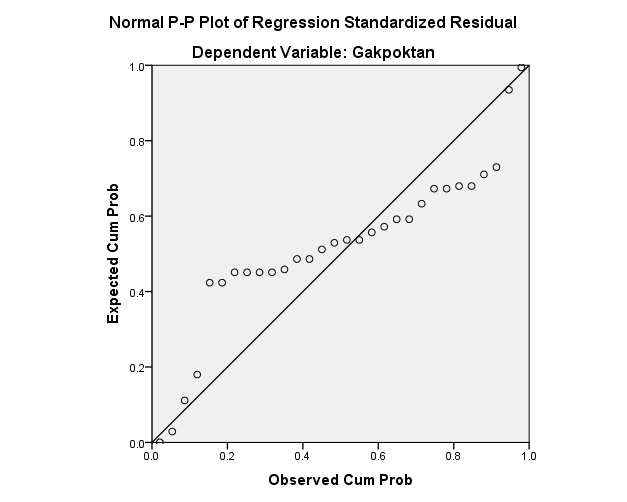 Normal P-P Plot of Regression Standardized Residual
Dependent Variable: Gakpoktan
1.0
0.8
0.6
0.4
0.2
0.0
Expected Cum Prob
0.0 0.2 0.4 0.6 0.8 1.0
Observed Cum Prob